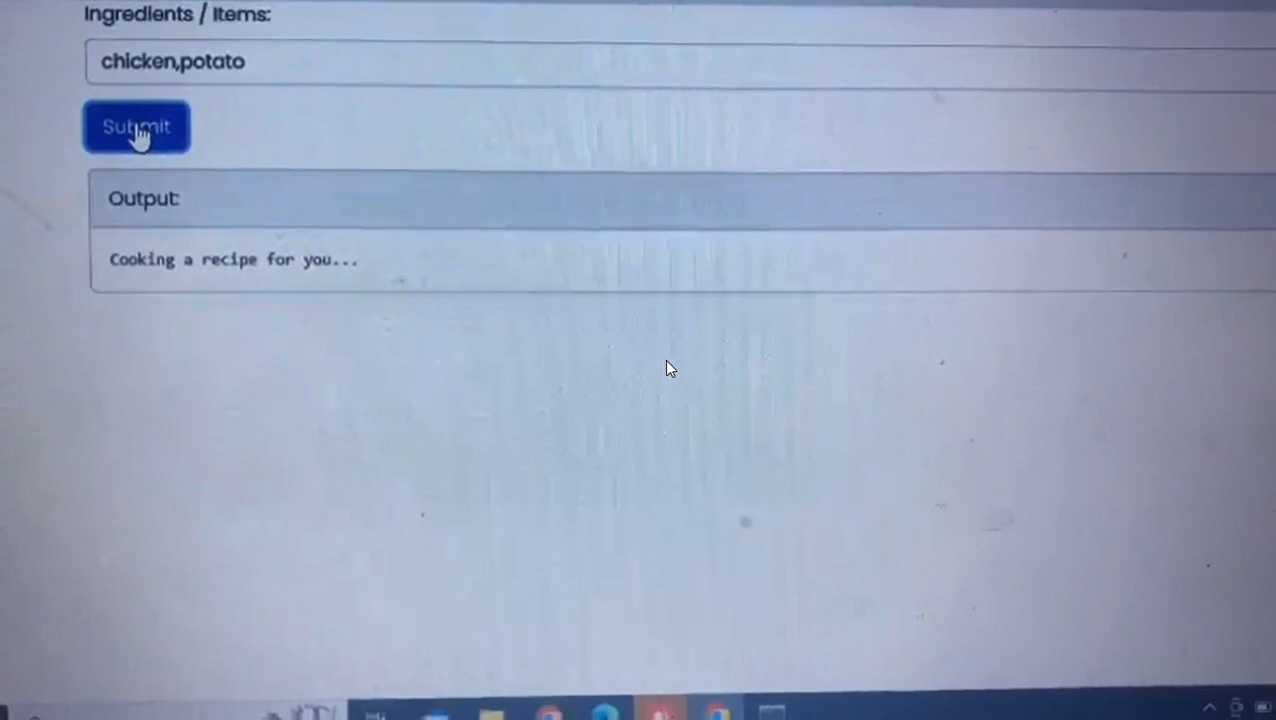 Ingredients / Items:
chicken,potato
Submit
Output:
Cooking a recipe for you...